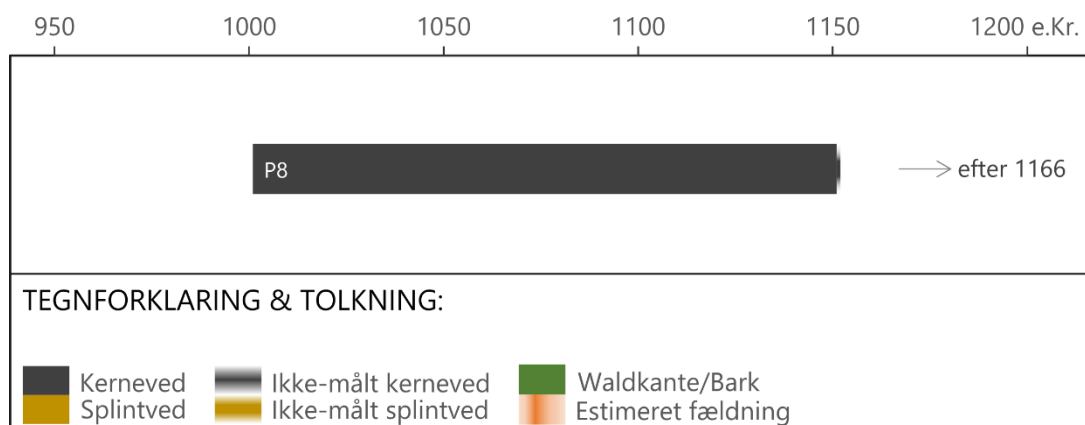 950 1000 1050 1100 1150 1200 e.Kr.
P8 efter 1166
TEGNFORKLARING & TOLKNING:
Kerneved Ikke-målt kerneved Waldkante/Bark
Splintved Ikke-målt splintved Estimeret fældning